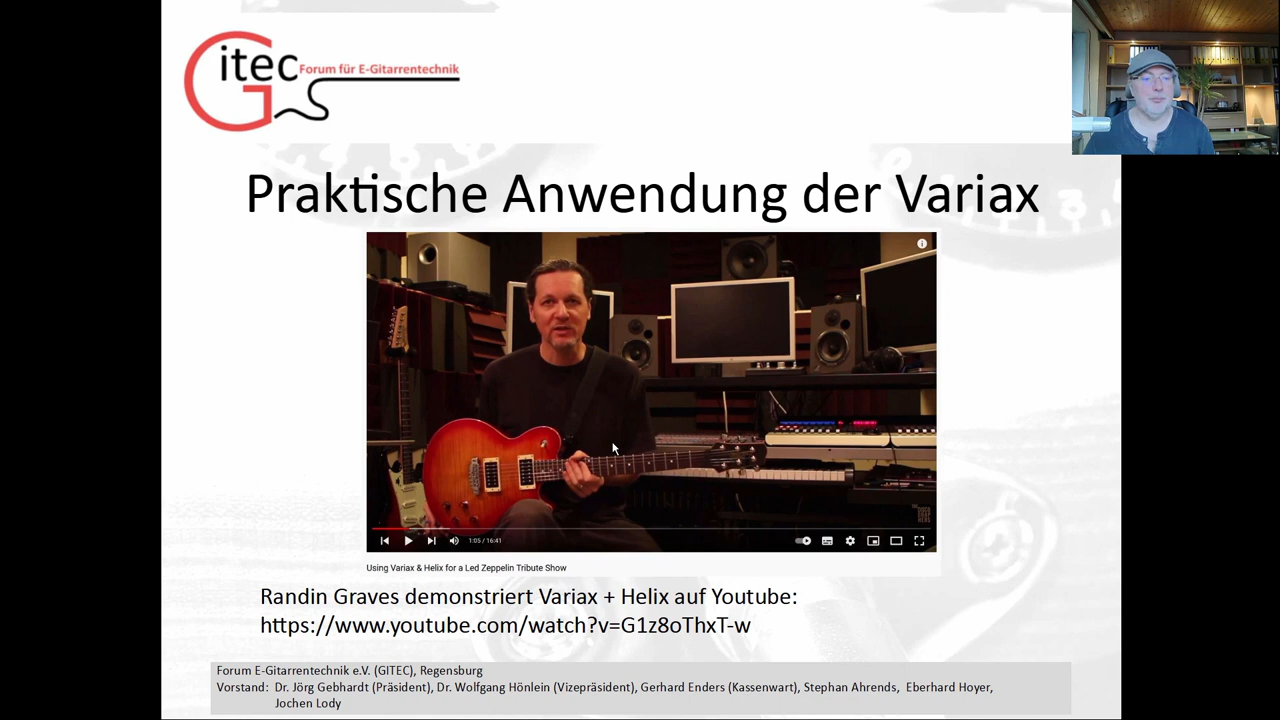 itec Forum für E-Gitarrentechnik
G
Praktische Anwendung der Variax
1:05 / 16:41
Using Variax & Helix for a Led Zeppelin Tribute Show
Randin Graves demonstriert Variax + Helix auf Youtube:
https://www.youtube.com/watch?v=G1z8oThxT-w
Forum E-Gitarrentechnik e.V. (GITEC), Regensburg
Vorstand: Dr. Jörg Gebhardt (Präsident), Dr. Wolfgang Hönlein (Vizepräsident), Gerhard Enders (Kassenwart), Stephan Ahrends, Eberhard Hoyer,
Jochen Lody